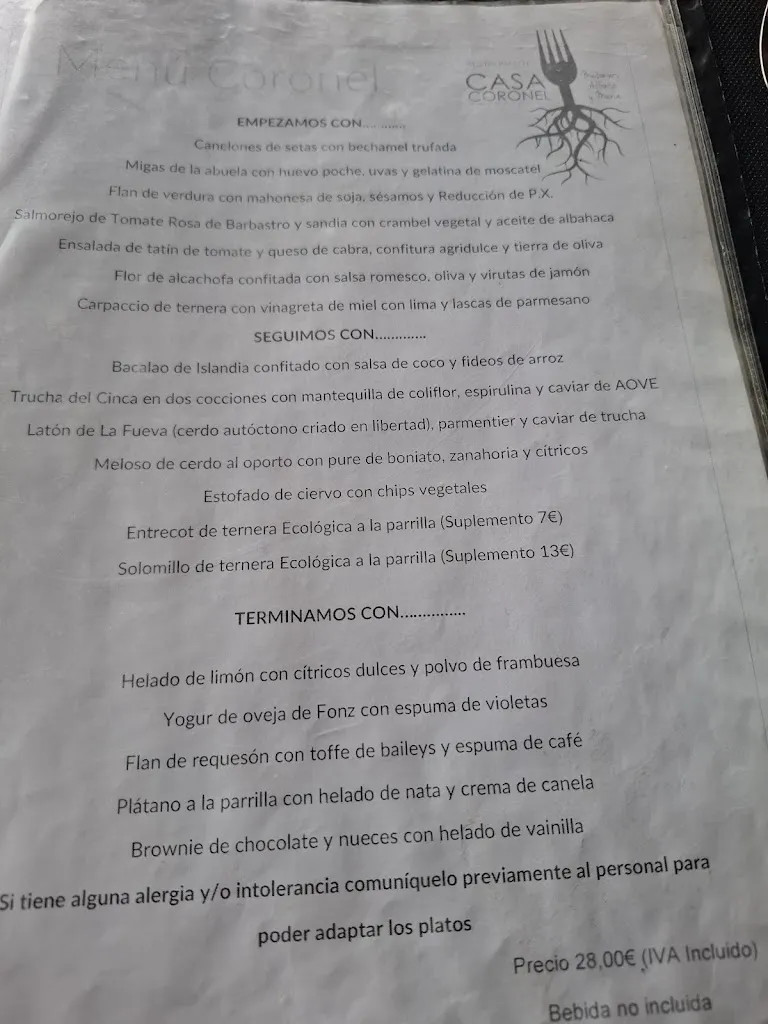 Menú Coronel
CASA
CORONEL
EMPEZAMOS CON............
Canelones de setas con bechamel trufada
Migas de la abuela con huevo poche, uvas y gelatina de moscatel
Flan de verdura con mahonesa de soja, sésamos y Reducción de P.X.
Salmorejo de Tomate Rosa de Barbastro y sandia con crambel vegetal y aceite de albahaca
Ensalada de tatin de tomate y queso de cabra, confitura agridulce y tierra de oliva
Flor de alcachofa confitada con salsa romesco, oliva y virutas de jamón
Carpaccio de ternera con vinagreta de miel con lima y lascas de parmesano
SEGUIMOS CON.............
Bacalao de Islandia confitado con salsa de coco y fideos de arroz
Trucha del Cinca en dos cocciones con mantequilla de coliflor, espirulina y caviar de AOVE
Latón de La Fueva (cerdo autóctono criado en libertad), parmentier y caviar de trucha
Meloso de cerdo al oporto con pure de boniato, zanahoria y cítricos
Estofado de ciervo con chips vegetales
Entrecot de ternera Ecológica a la parrilla (Suplemento 7€)
Solomillo de ternera Ecológica a la parrilla (Suplemento 13€)
TERMINAMOS CON...............
Helado de limón con cítricos dulces y polvo de frambuesa
Yogur de oveja de Fonz con espuma de violetas
Flan de requesón con toffe de baileys y espuma de café
Plátano a la parrilla con helado de nata y crema de canela
Brownie de chocolate y nueces con helado de vainilla
Si tiene alguna alergia y/o intolerancia comuníquelo previamente al personal para
poder adaptar los platos
Precio 28,00€ (IVA Incluido)
Bebida no incluida